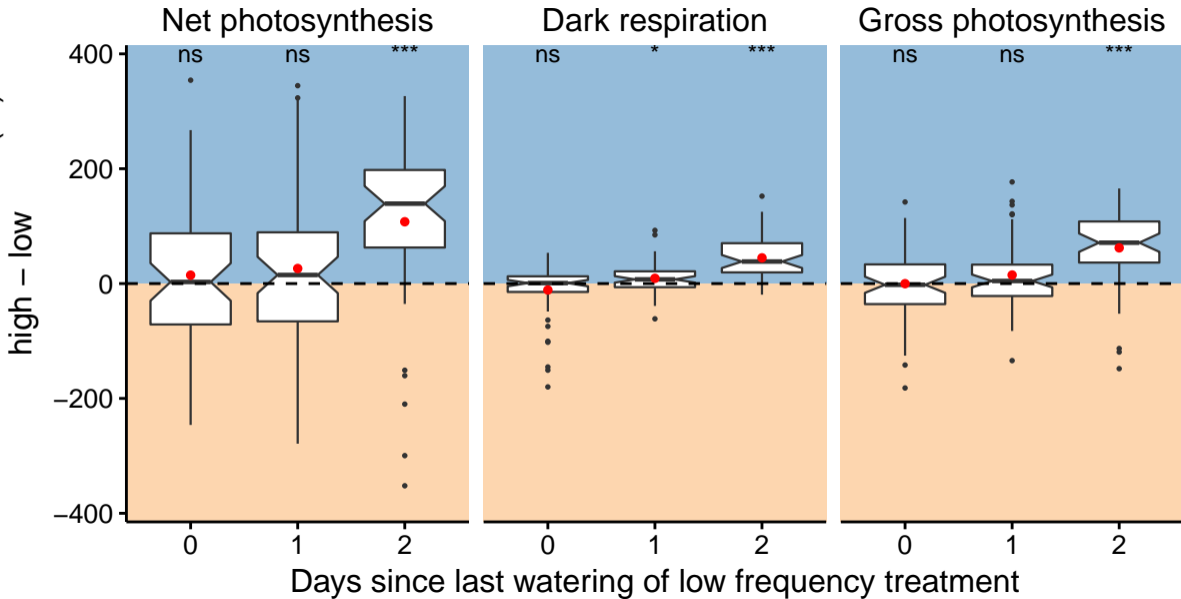 Net photosynthesis Dark respiration Gross photosynthesis
400 ns ns *** ns * *** ns ns ***
200
0
−200
−400
high − low
0 1 2 0 1 2 0 1 2
Days since last watering of low frequency treatment